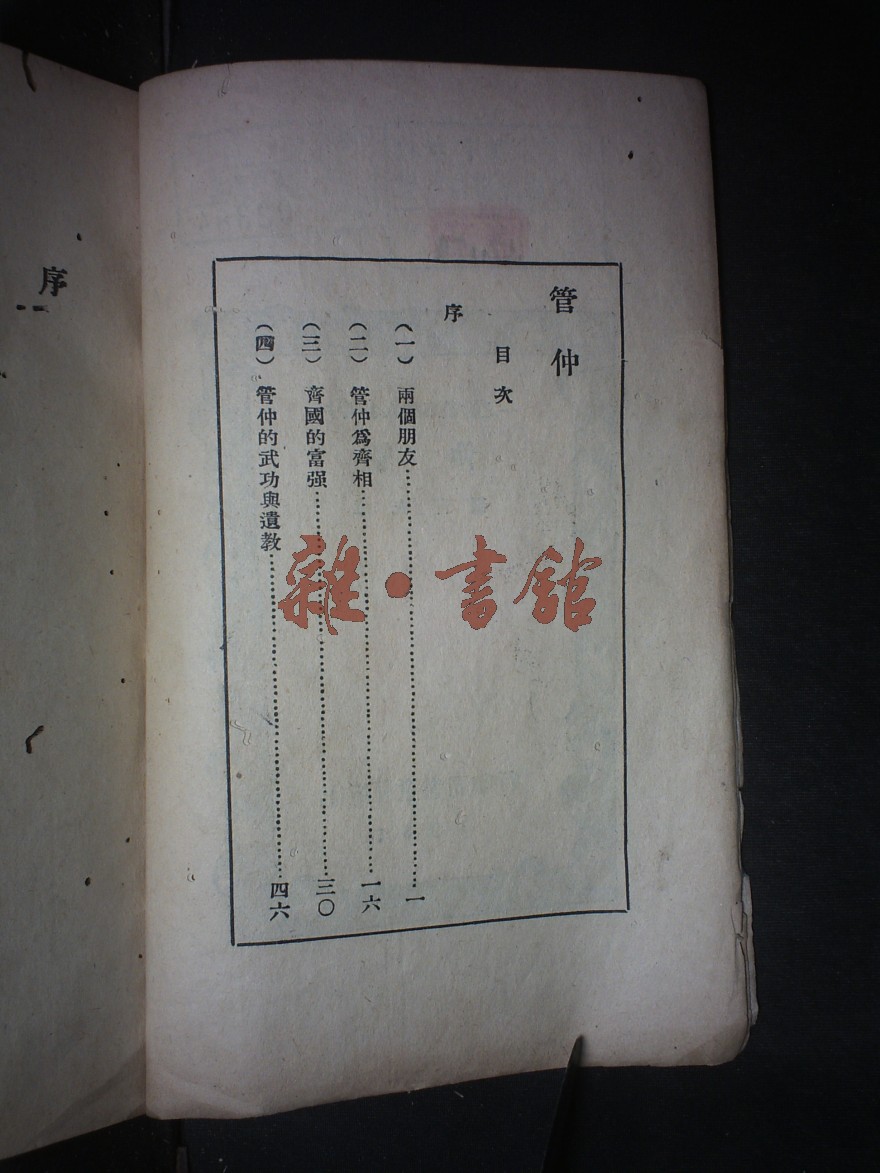 管仲
目次
序
(一) 兩個朋友……一
(二) 管仲爲齊相……一六
(三) 齊國的富强……三〇
(四) 管仲的武功與遺教……四六
序
雜·書館